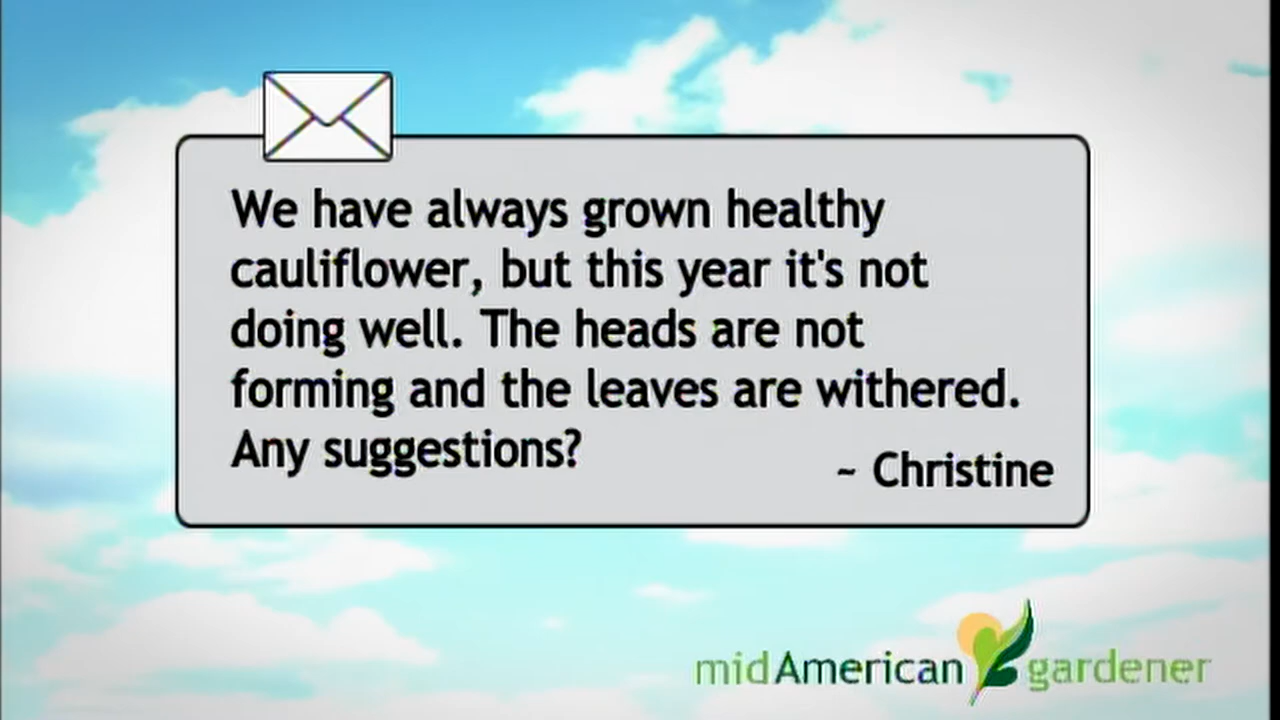 We have always grown healthy
cauliflower, but this year it's not
doing well. The heads are not
forming and the leaves are withered.
Any suggestions?
~ Christine
midAmerican gardener